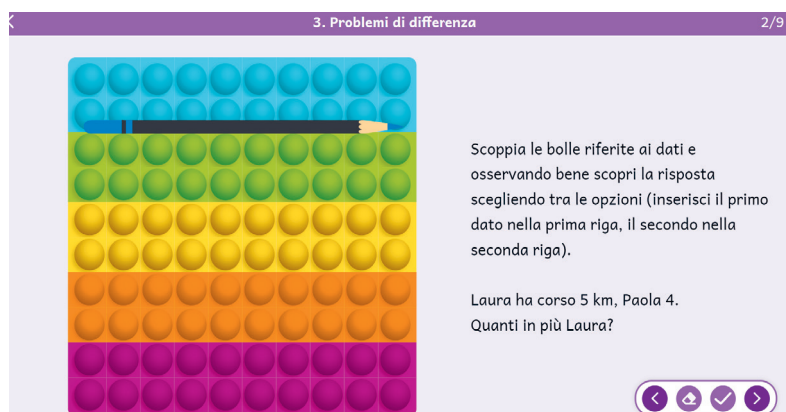 3. Problemi di differenza
2/9
Scoppia le bolle riferite ai dati e
osservando bene scopri la risposta
scegliendo tra le opzioni (inserisci il primo
dato nella prima riga, il secondo nella
seconda riga).
Laura ha corso 5 km, Paola 4.
Quanti in più Laura?